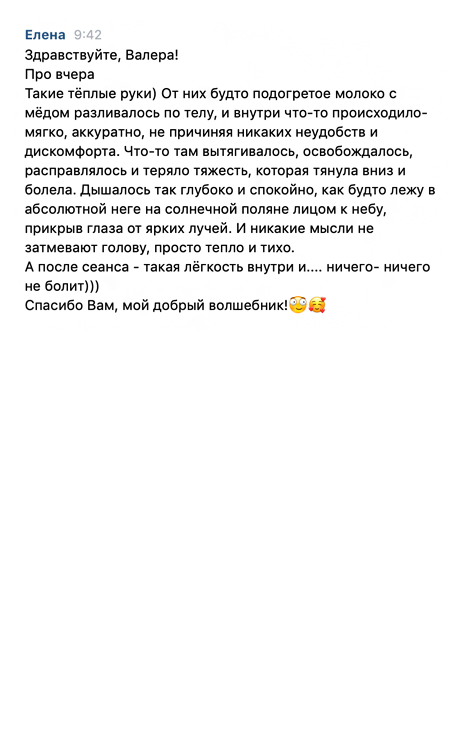 Елена 9:42
Здравствуйте, Валера!
Про вчера
Такие тёплые руки) От них будто подогретое молоко с
мёдом разливалось по телу, и внутри что-то происходило-
мягко, аккуратно, не причиняя никаких неудобств и
дискомфорта. Что-то там вытягивалось, освобождалось,
расправлялось и теряло тяжесть, которая тянула вниз и
болела. Дышалось так глубоко и спокойно, как будто лежу в
абсолютной неге на солнечной поляне лицом к небу,
прикрыв глаза от ярких лучей. И никакие мысли не
затмевают голову, просто тепло и тихо.
А после сеанса - такая лёгкость внутри и.... ничего- ничего
не болит)))
Спасибо Вам, мой добрый волшебник!😳🥰